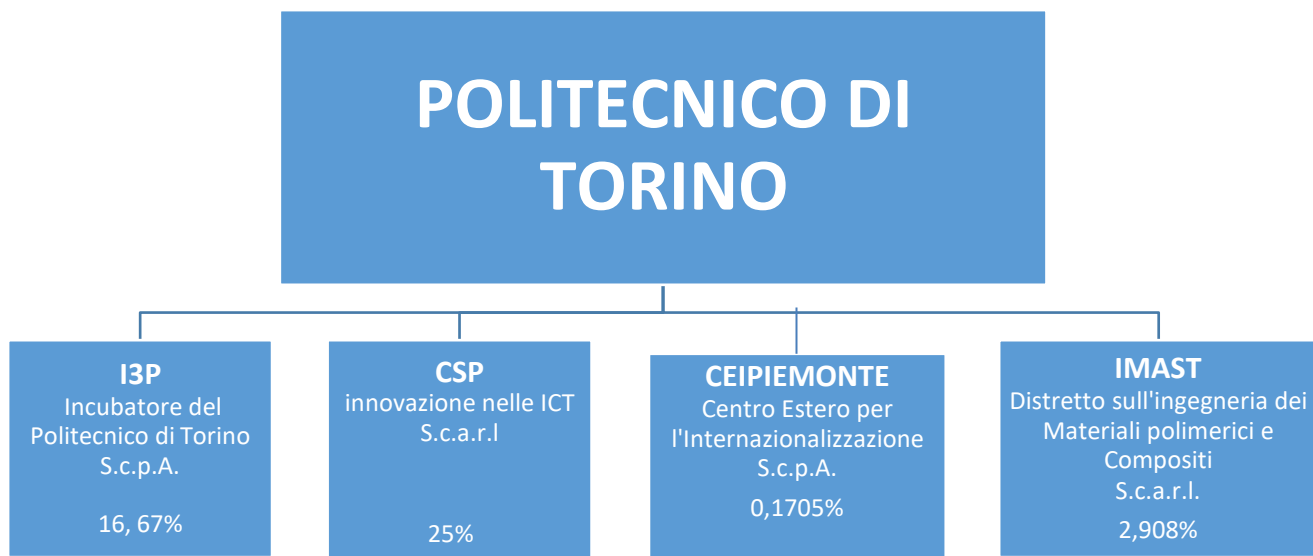 POLITECNICO DI
TORINO
I3P
Incubatore del
Politecnico di Torino
S.c.p.A.
16, 67%
CSP
innovazione nelle ICT
S.c.a.r.l
25%
CEIPIEMONTE
Centro Estero per
l'Internazionalizzazione
S.c.p.A.
0,1705%
IMAST
Distretto sull'ingegneria dei
Materiali polimerici e
Compositi
S.c.a.r.l.
2,908%